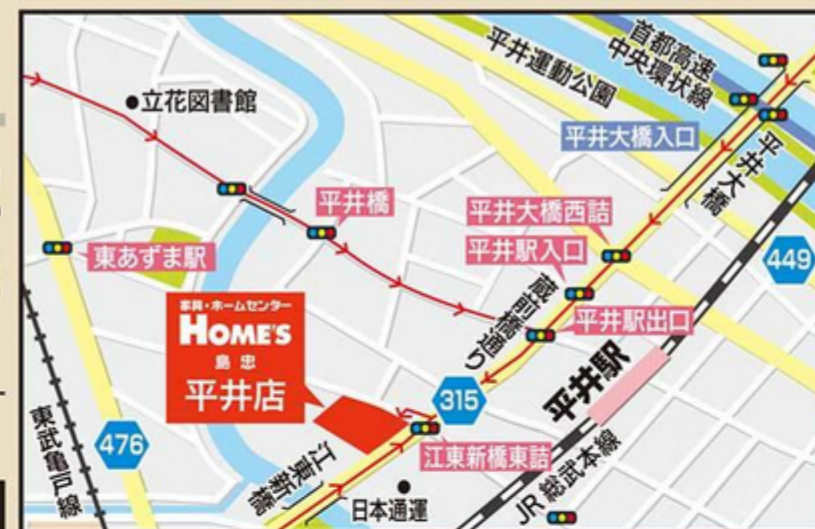 首都高速
中央環状線
平井運動公園
立花図書館
平井大橋入口
平井大橋
平井橋
平井大橋西詰
平井駅入口
東あずま駅
449
蔵前橋通り
平井駅出口
家具・ホームセンター
HOME'S
島忠
平井店
平井駅
315
476
江東新橋東詰
東武亀戸線
江東新橋
日本通運
JR総武本線